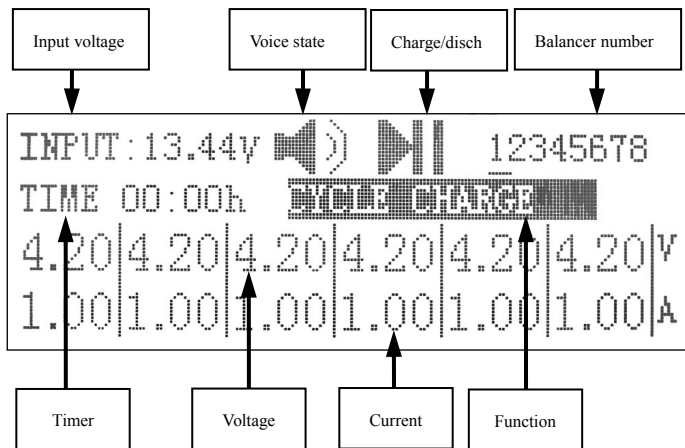 Input voltage
Voice state
Charge/disch
Balancer number
INPUT:13.44V 12345678
TIME 00:00h CYCLE CHARGE
4.20 4.20 4.20 4.20 4.20 4.20 V
1.00 1.00 1.00 1.00 1.00 1.00 A
Timer
Voltage
Current
Function